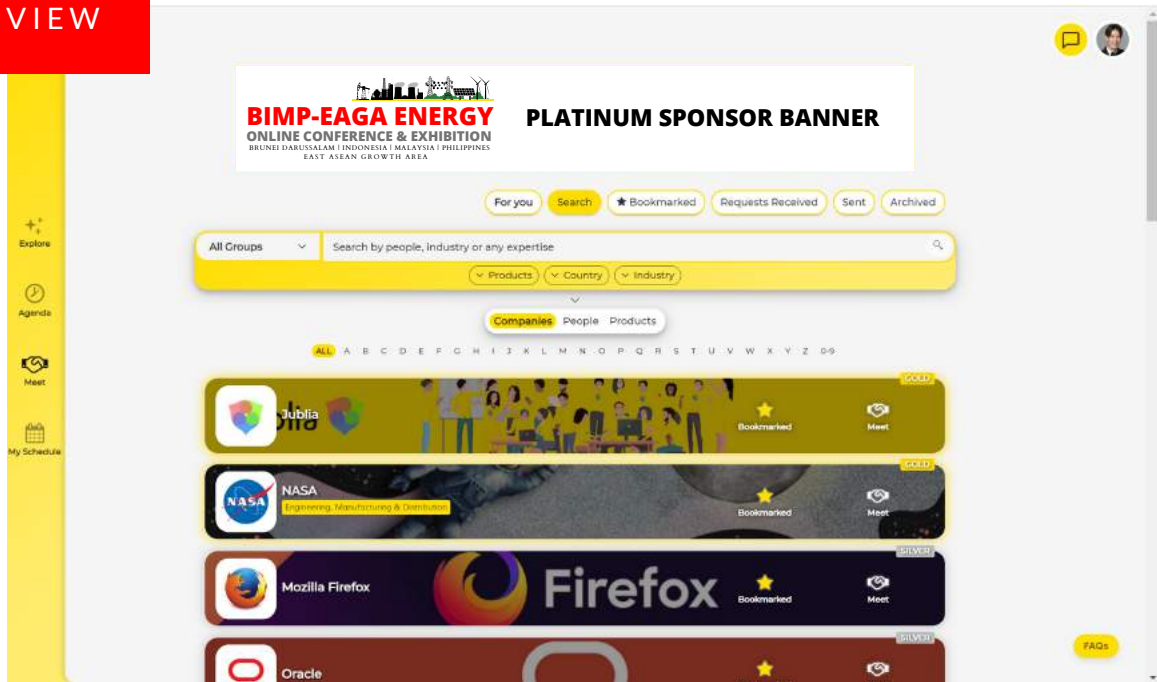 VIEW
BIMP-EAGA ENERGY
ONLINE CONFERENCE & EXHIBITION
BRUNEI DARUSSALAM | INDONESIA | MALAYSIA | PHILIPPINES
EAST ASEAN GROWTH AREA
PLATINUM SPONSOR BANNER
For you Search Bookmarked Requests Received Sent Archived
All Groups Search by people, industry or any expertise
Products Country Industry
Companies People Products
ALL A B C D E F G H I J K L M N O P Q R S T U V W X Y Z 0-9
Explore
Agenda
Meet
My Schedule
GOLD
Jublia
Bookmarked Meet
GOLD
NASA
NASA
Engineering, Manufacturing & Distribution
Bookmarked Meet
SILVER
Mozilla Firefox
Firefox
Bookmarked Meet
SILVER
Oracle
FAQs